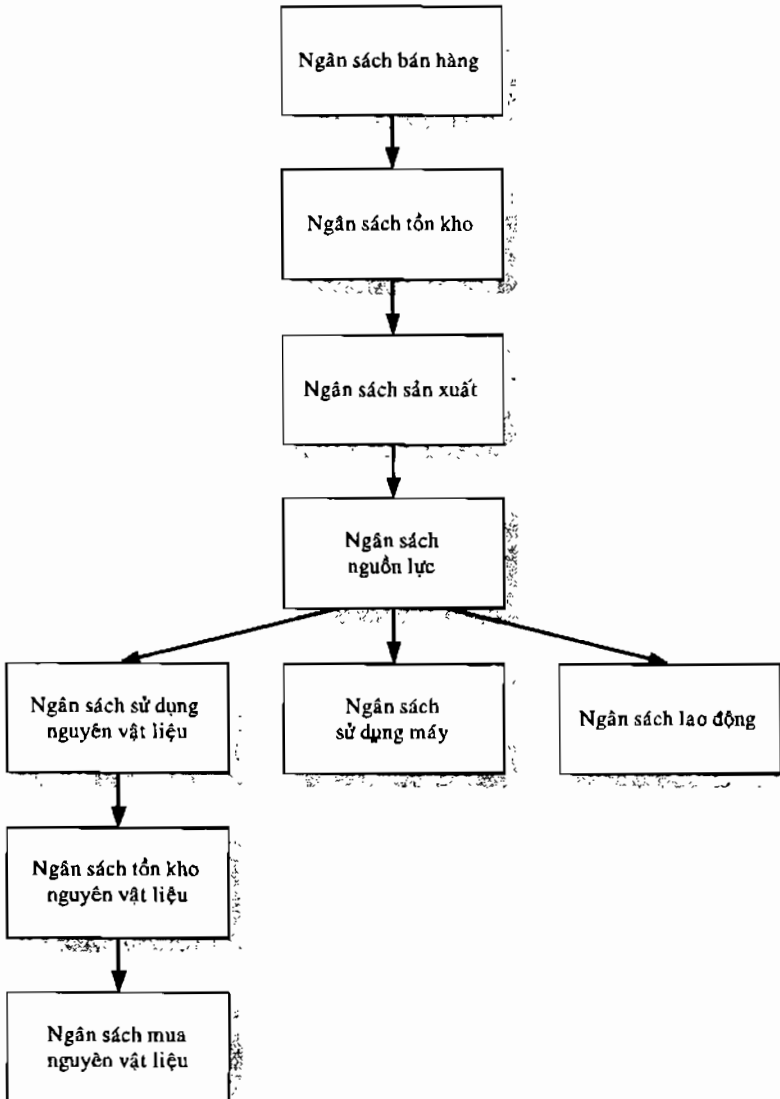 Ngân sách bán hàng
Ngân sách tồn kho
Ngân sách sản xuất
Ngân sách
nguồn lực
Ngân sách sử dụng
nguyên vật liệu
Ngân sách
sử dụng máy
Ngân sách lao động
Ngân sách tồn kho
nguyên vật liệu
Ngân sách mua
nguyên vật liệu